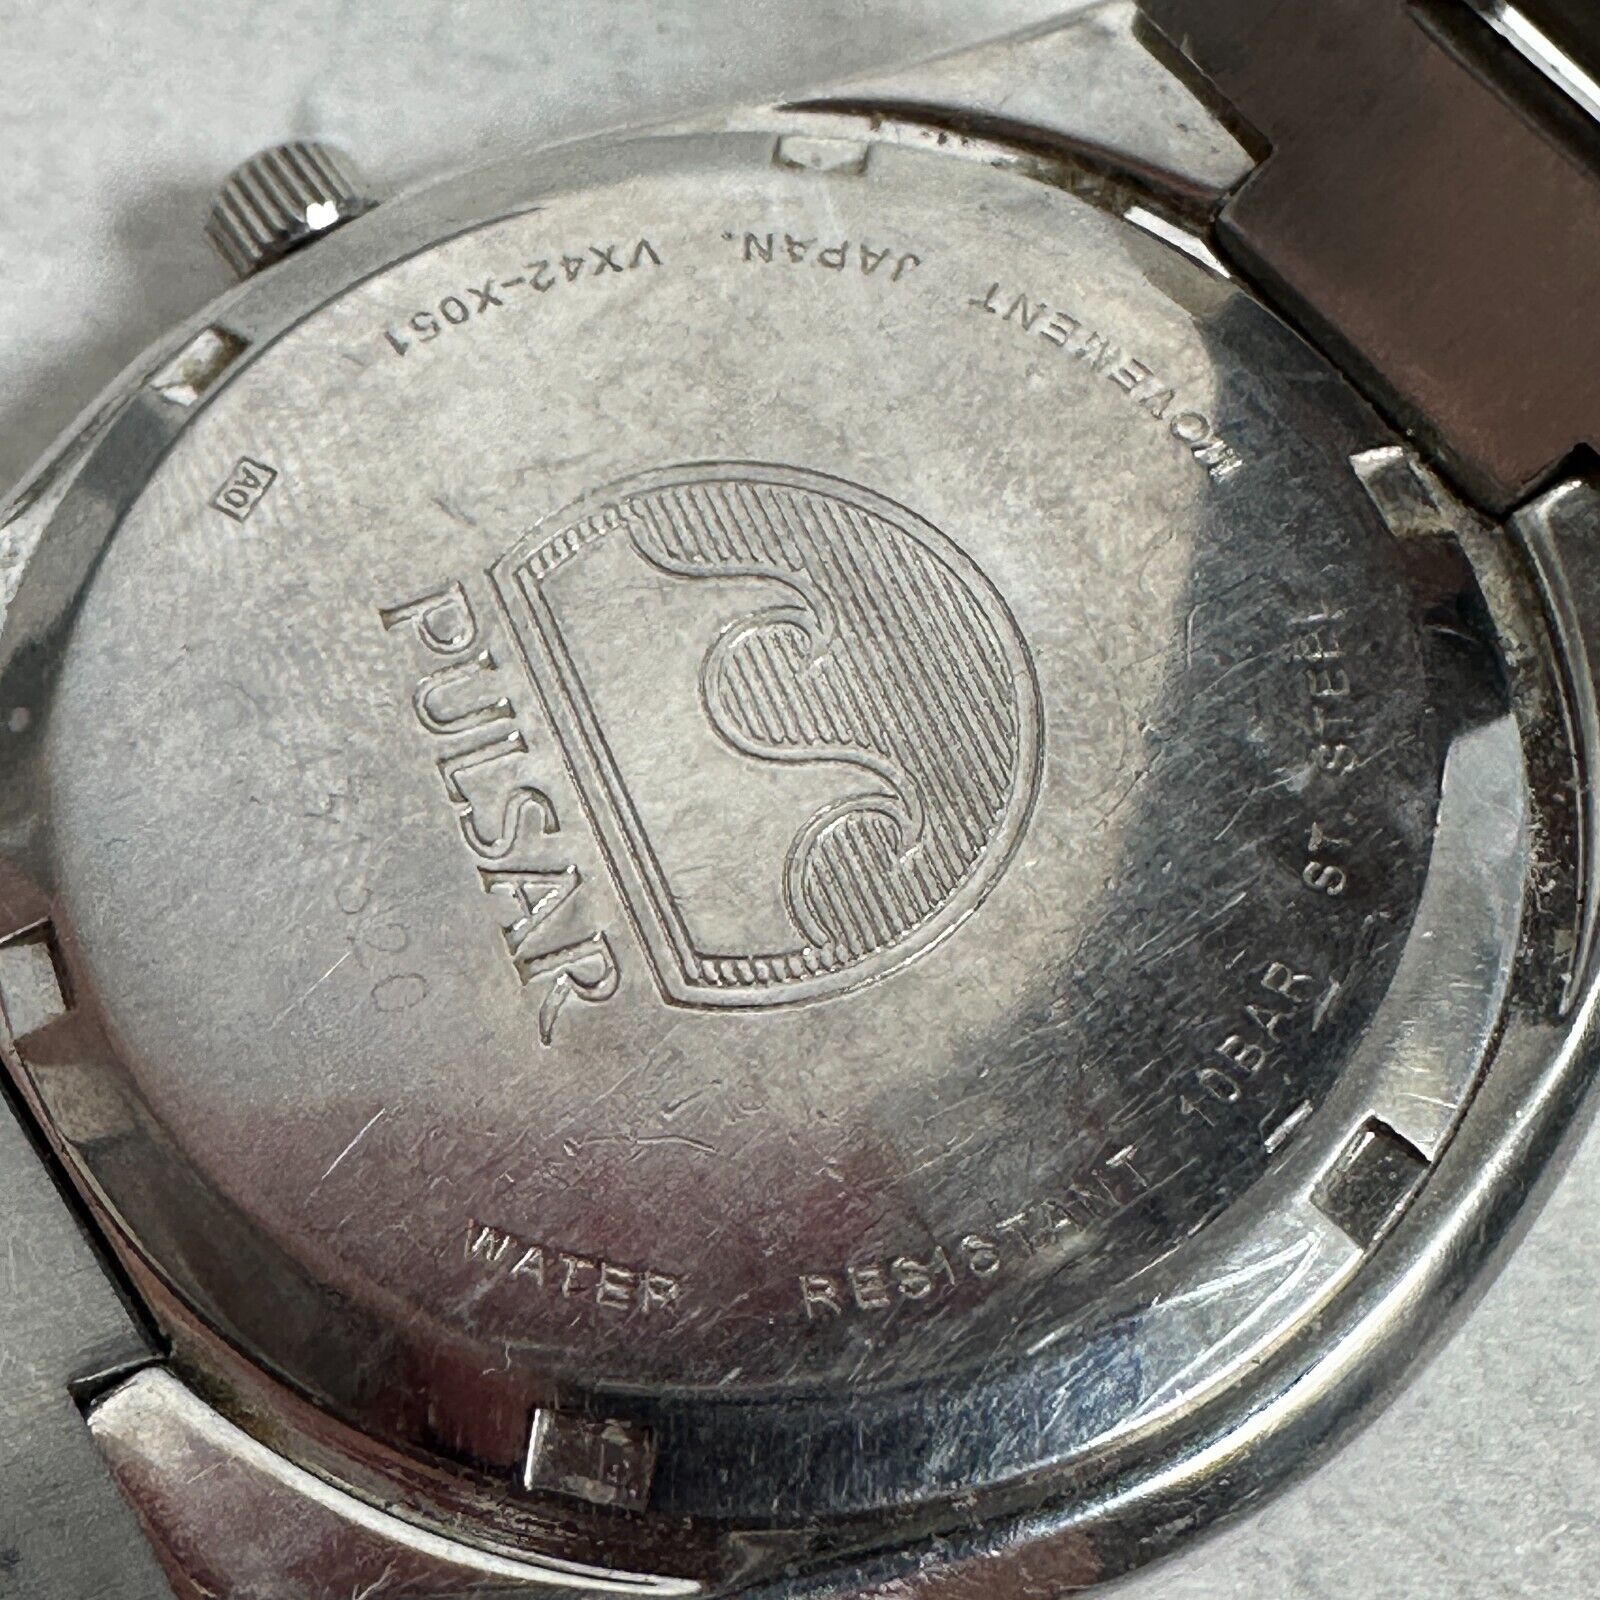 PULSAR
WATER RESISTANT 10BAR ST. STEEL
MOVEMENT JAPAN. VX42-X051
A0